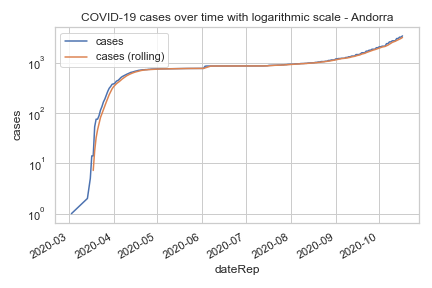 COVID-19 cases over time with logarithmic scale - Andorra
cases
cases (rolling)
10³
10²
10¹
10⁰
cases
2020-03
2020-04
2020-05
2020-06
2020-07
2020-08
2020-09
2020-10
dateRep